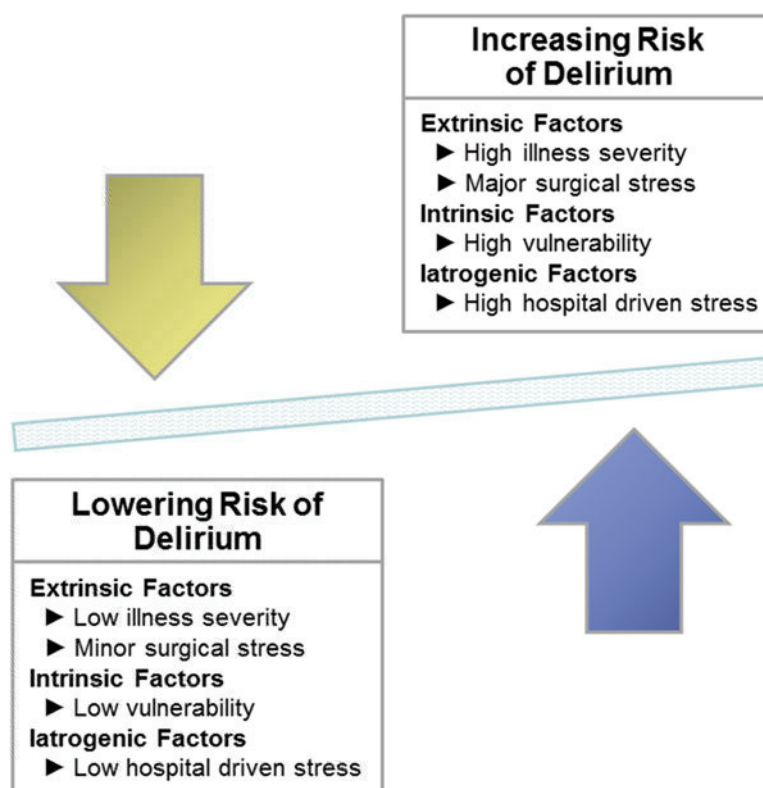 Increasing Risk
of Delirium
Extrinsic Factors
► High illness severity
► Major surgical stress
Intrinsic Factors
► High vulnerability
Iatrogenic Factors
► High hospital driven stress
Lowering Risk of
Delirium
Extrinsic Factors
► Low illness severity
► Minor surgical stress
Intrinsic Factors
► Low vulnerability
Iatrogenic Factors
► Low hospital driven stress